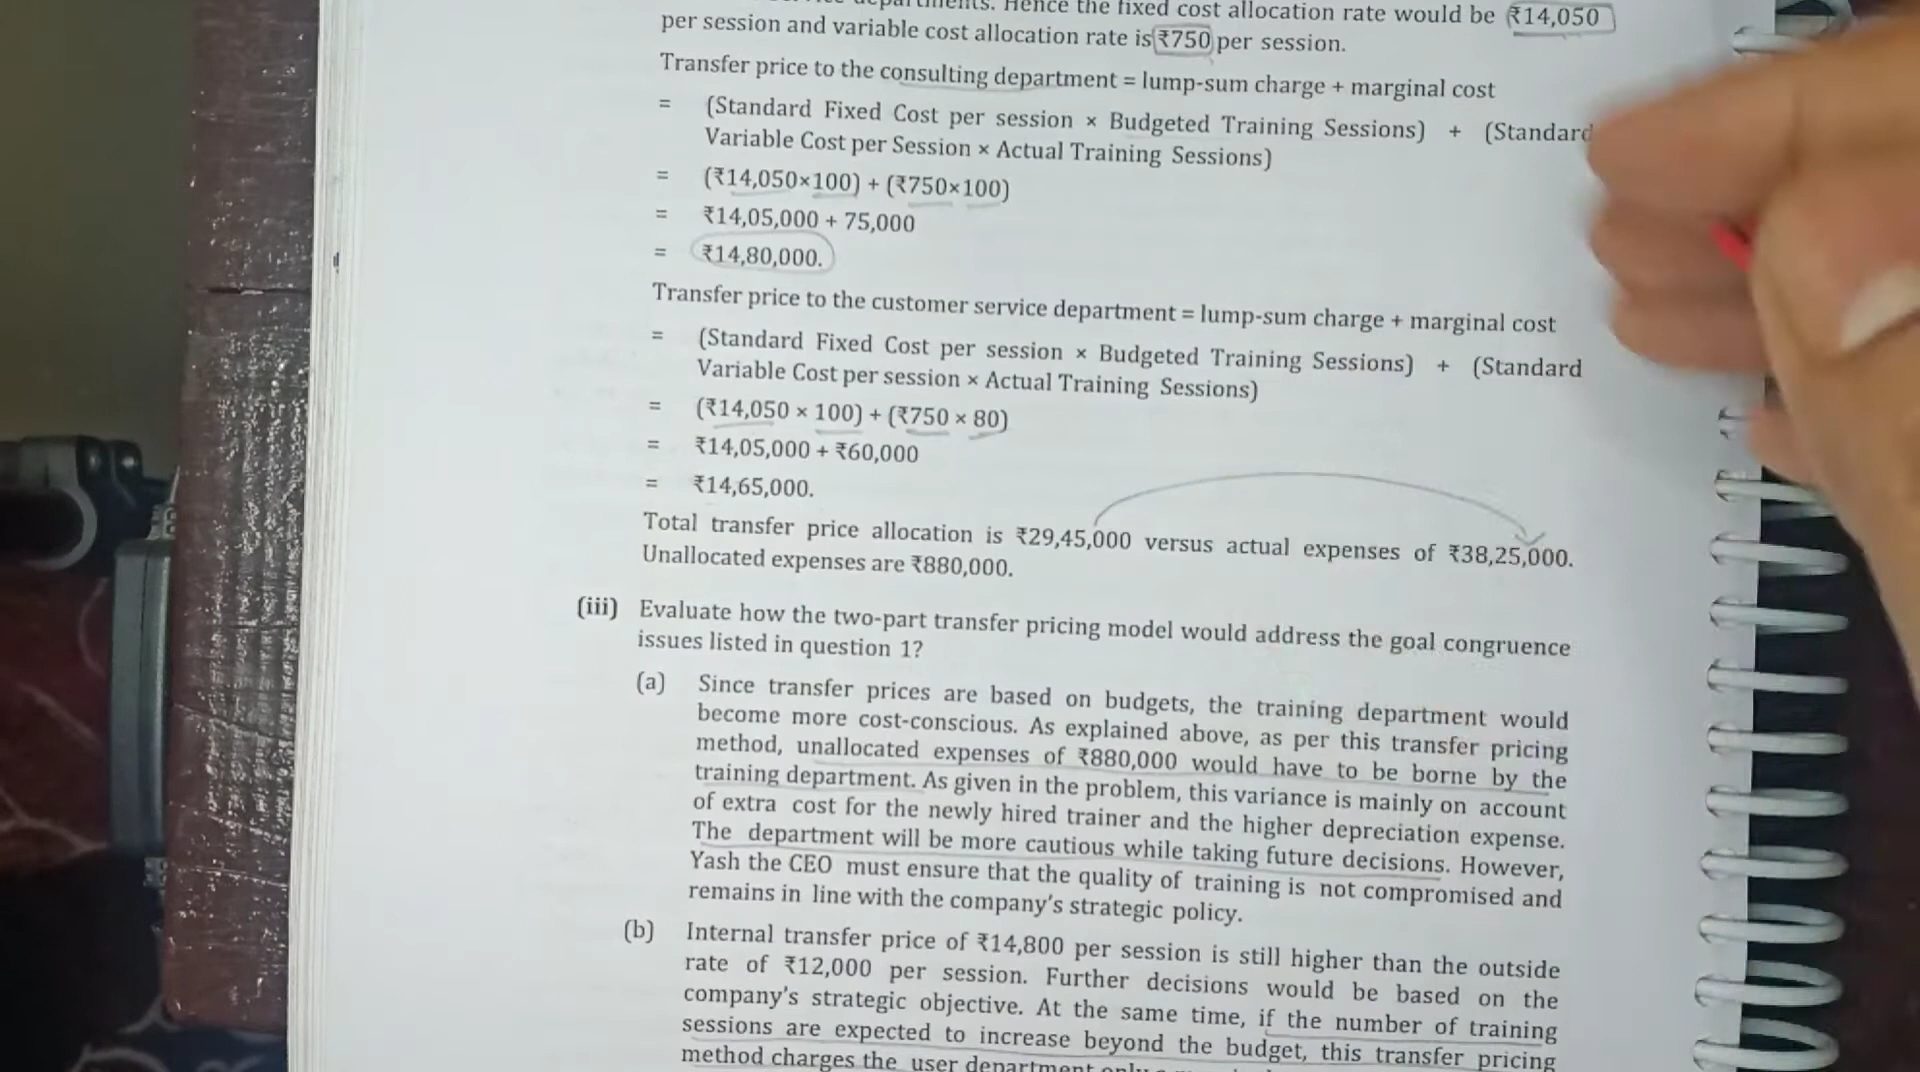 Hence the fixed cost allocation rate would be ₹14,050
per session and variable cost allocation rate is ₹750 per session.
Transfer price to the consulting department = lump-sum charge + marginal cost
= (Standard Fixed Cost per session × Budgeted Training Sessions) + (Standard
Variable Cost per Session × Actual Training Sessions)
= (₹14,050×100) + (₹750×100)
= ₹14,05,000 + 75,000
= ₹14,80,000.
Transfer price to the customer service department = lump-sum charge + marginal cost
= (Standard Fixed Cost per session × Budgeted Training Sessions) + (Standard
Variable Cost per session × Actual Training Sessions)
= (₹14,050 × 100) + (₹750 × 80)
= ₹14,05,000 + ₹60,000
= ₹14,65,000.
Total transfer price allocation is ₹29,45,000 versus actual expenses of ₹38,25,000.
Unallocated expenses are ₹880,000.
(iii) Evaluate how the two-part transfer pricing model would address the goal congruence
issues listed in question 1?
(a) Since transfer prices are based on budgets, the training department would
become more cost-conscious. As explained above, as per this transfer pricing
method, unallocated expenses of ₹880,000 would have to be borne by the
training department. As given in the problem, this variance is mainly on account
of extra cost for the newly hired trainer and the higher depreciation expense.
The department will be more cautious while taking future decisions. However,
Yash the CEO must ensure that the quality of training is not compromised and
remains in line with the company's strategic policy.
(b) Internal transfer price of ₹14,800 per session is still higher than the outside
rate of ₹12,000 per session. Further decisions would be based on the
company's strategic objective. At the same time, if the number of training
sessions are expected to increase beyond the budget, this transfer pricing
method charges the user department only